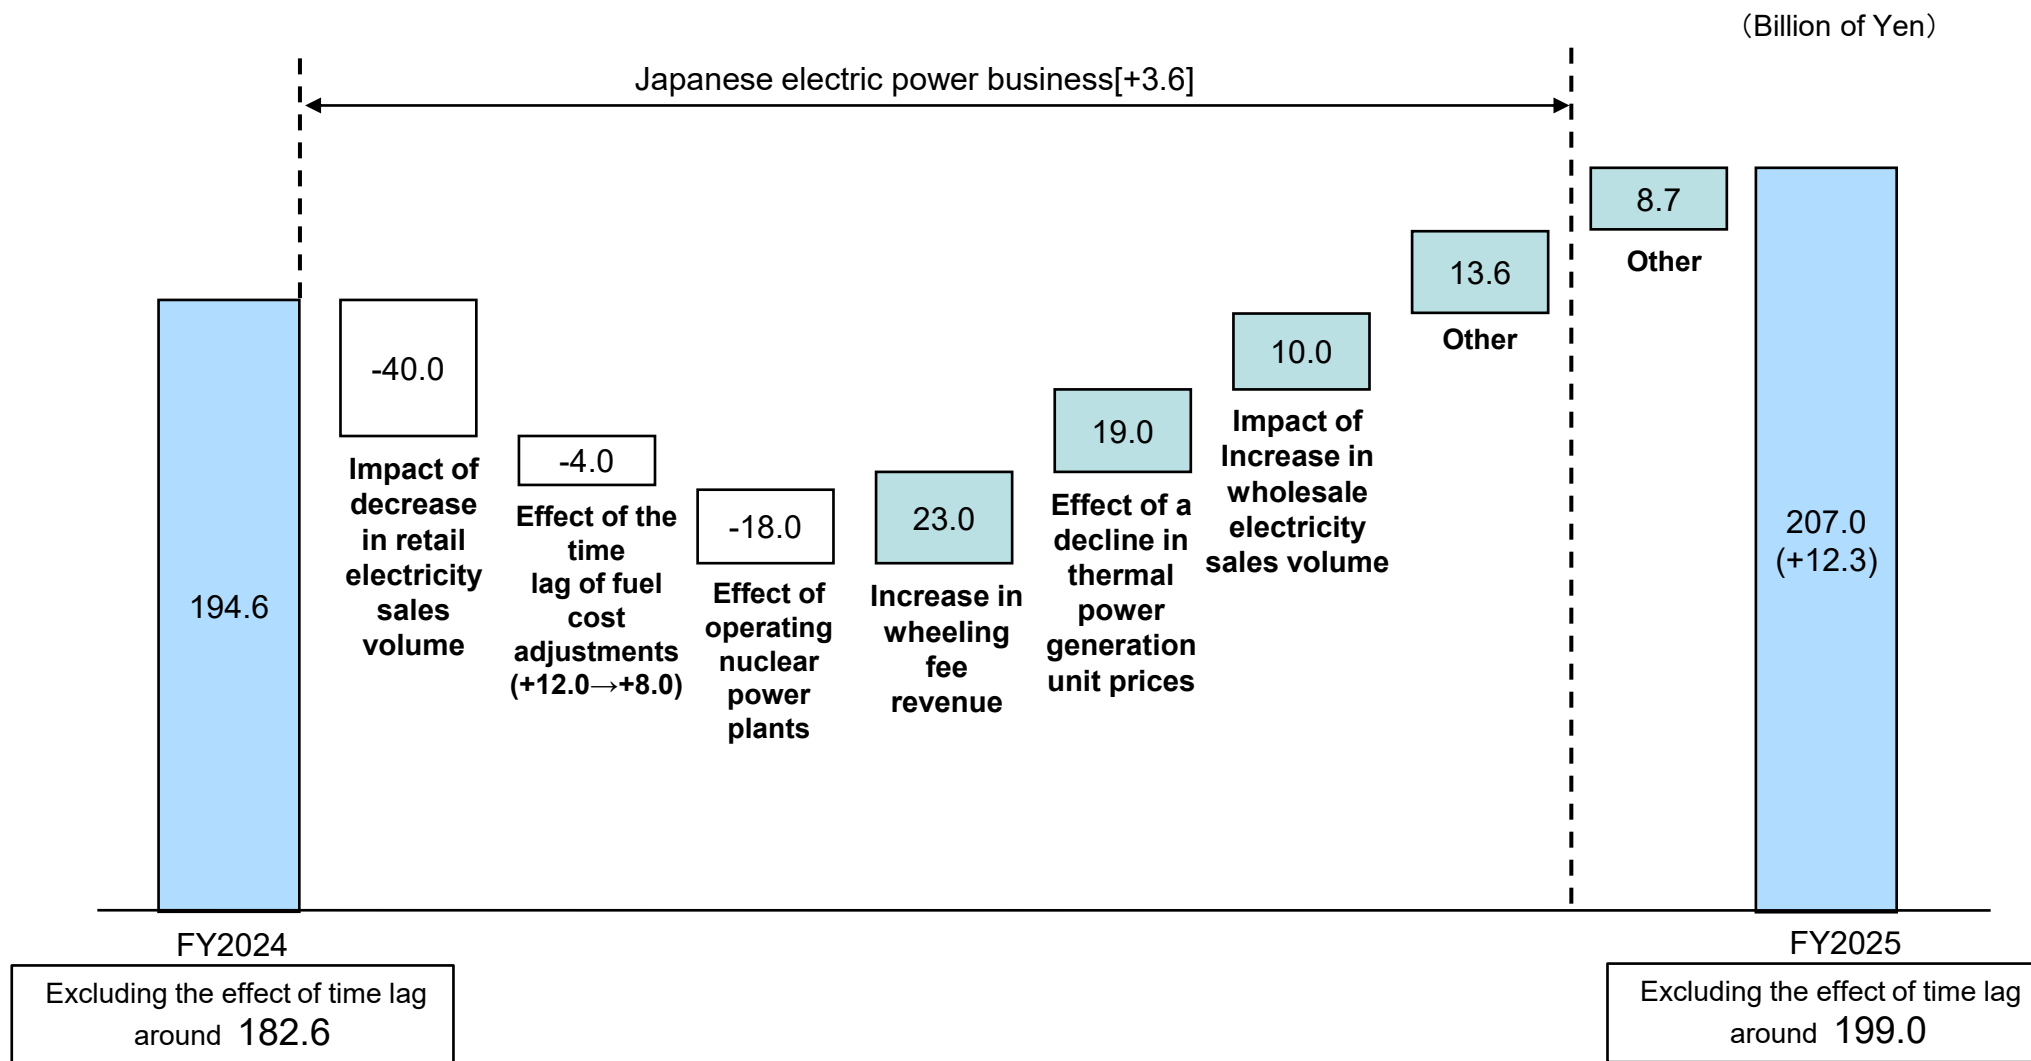 （Billion of Yen）
Japanese electric power business[+3.6]
194.6
-40.0
Impact of
decrease
in retail
electricity
sales
volume
-4.0
Effect of the
time
lag of fuel
cost
adjustments
(+12.0→+8.0)
-18.0
Effect of
operating
nuclear
power
plants
23.0
Increase in
wheeling
fee
revenue
19.0
Effect of a
decline in
thermal
power
generation
unit prices
10.0
Impact of
Increase in
wholesale
electricity
sales volume
13.6
Other
8.7
Other
207.0
(+12.3)
FY2024
Excluding the effect of time lag
around 182.6
FY2025
Excluding the effect of time lag
around 199.0